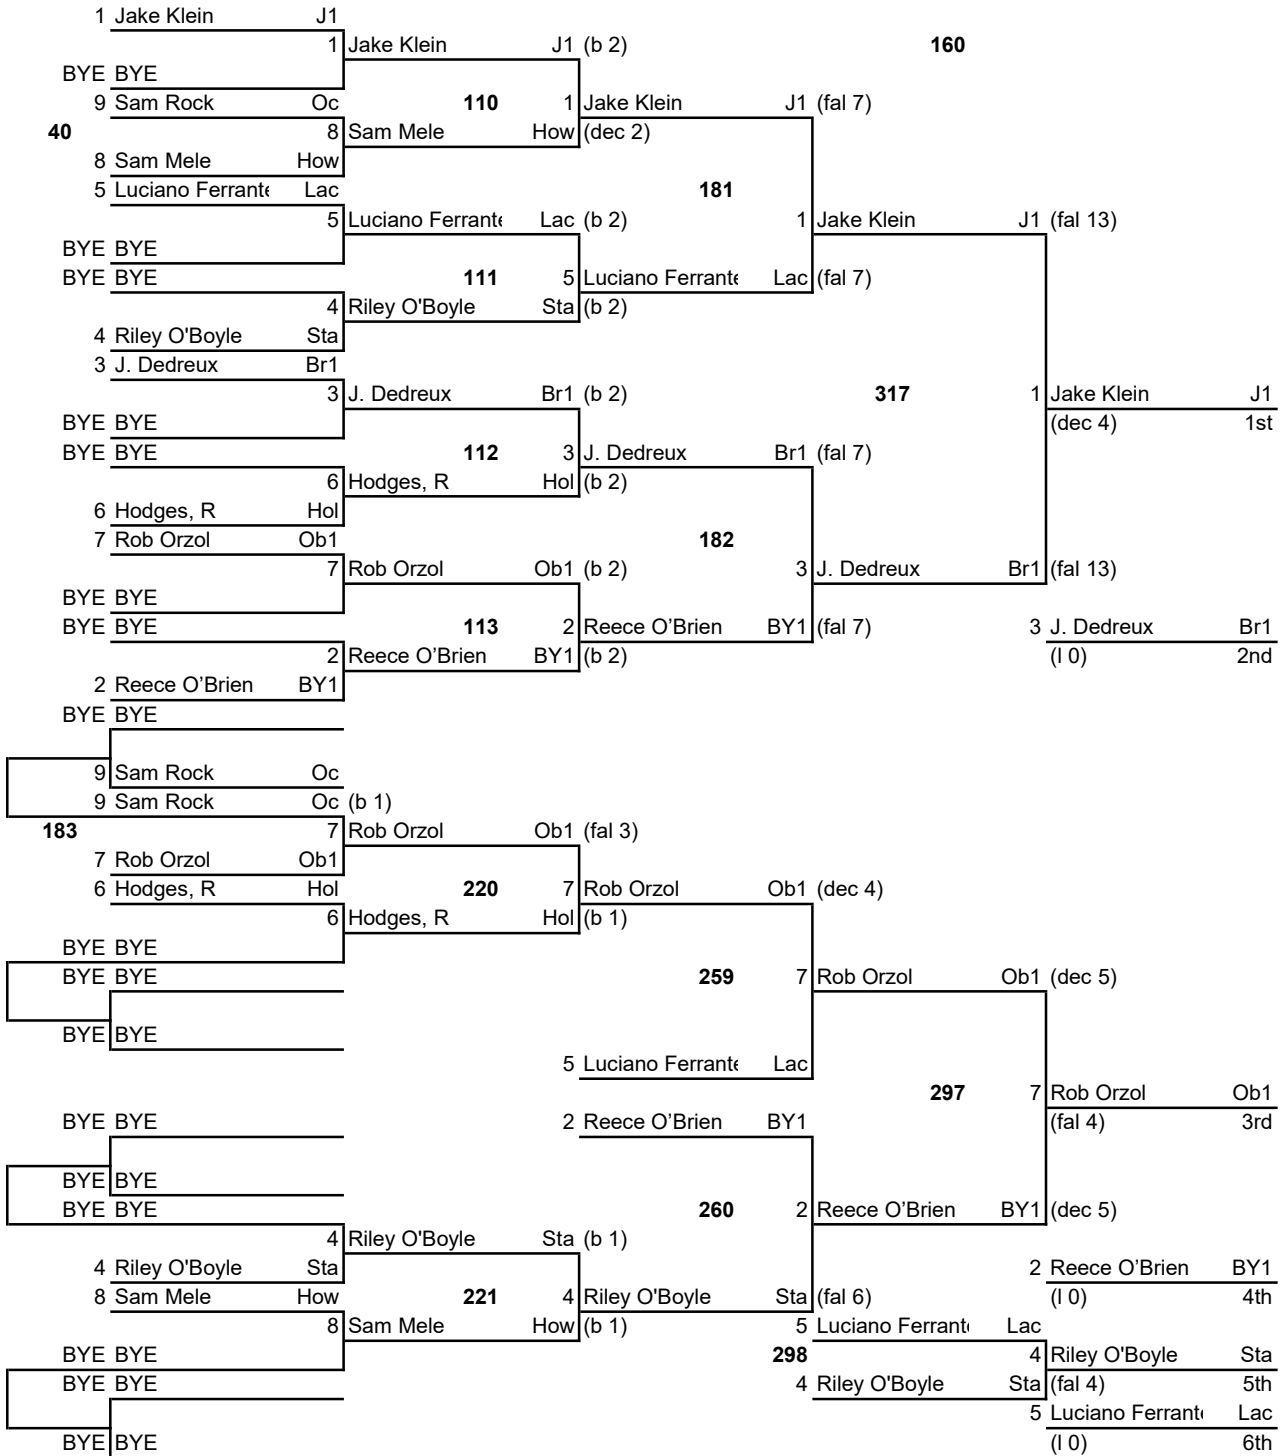 1 Jake Klein J1
1 Jake Klein J1 (b 2) 160
BYE BYE
9 Sam Rock Oc 110 1 Jake Klein J1 (fal 7)
40 8 Sam Mele How (dec 2)
8 Sam Mele How
5 Luciano Ferrante Lac 181
5 Luciano Ferrante Lac (b 2) 1 Jake Klein J1 (fal 13)
BYE BYE
BYE BYE 111 5 Luciano Ferrante Lac (fal 7)
4 Riley O'Boyle Sta (b 2)
4 Riley O'Boyle Sta
3 J. Dedreux Br1
3 J. Dedreux Br1 (b 2) 317 1 Jake Klein J1
BYE BYE (dec 4) 1st
BYE BYE 112 3 J. Dedreux Br1 (fal 7)
6 Hodges, R Hol (b 2)
6 Hodges, R Hol
7 Rob Orzol Ob1 182
7 Rob Orzol Ob1 (b 2) 3 J. Dedreux Br1 (fal 13)
BYE BYE
BYE BYE 113 2 Reece O’Brien BY1 (fal 7) 3 J. Dedreux Br1
2 Reece O’Brien BY1 (b 2) (l 0) 2nd
2 Reece O’Brien BY1
BYE BYE
9 Sam Rock Oc
9 Sam Rock Oc (b 1)
183 7 Rob Orzol Ob1 (fal 3)
7 Rob Orzol Ob1
6 Hodges, R Hol 220 7 Rob Orzol Ob1 (dec 4)
6 Hodges, R Hol (b 1)
BYE BYE
BYE BYE 259 7 Rob Orzol Ob1 (dec 5)
BYE BYE
5 Luciano Ferrante Lac
297 7 Rob Orzol Ob1
BYE BYE 2 Reece O’Brien BY1 (fal 4) 3rd
BYE BYE
BYE BYE 260 2 Reece O’Brien BY1 (dec 5)
4 Riley O'Boyle Sta (b 1)
4 Riley O'Boyle Sta 2 Reece O’Brien BY1
8 Sam Mele How 221 4 Riley O'Boyle Sta (fal 6) (l 0) 4th
8 Sam Mele How (b 1) 5 Luciano Ferrante Lac
BYE BYE 298 4 Riley O'Boyle Sta
BYE BYE 4 Riley O'Boyle Sta (fal 4) 5th
5 Luciano Ferrante Lac
BYE BYE (l 0) 6th